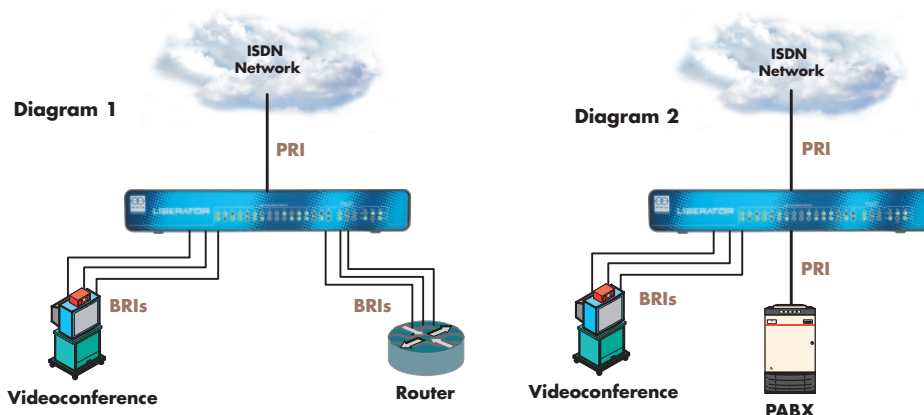 ISDN
Network
Diagram 1
PRI
LIBERATOR
BRIs
Videoconference
Router
ISDN
Network
Diagram 2
PRI
LIBERATOR
PRI
BRIs
Videoconference
PABX